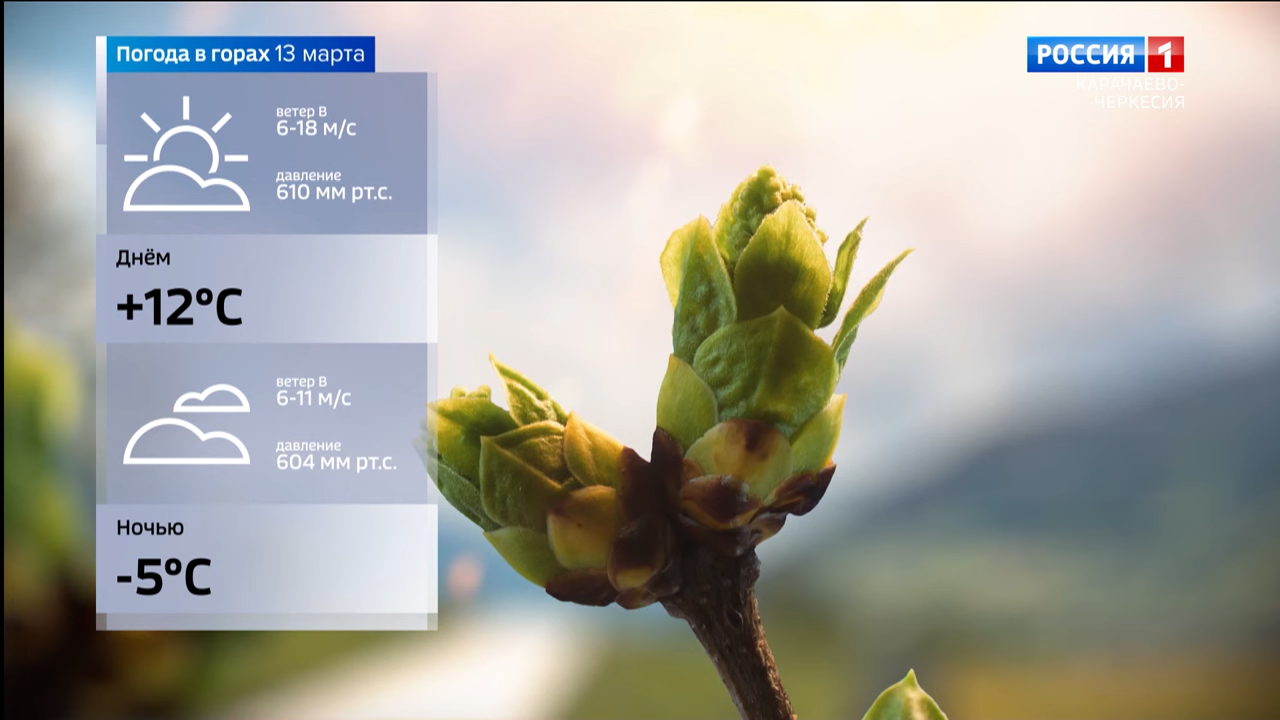 Погода в горах 13 марта
ветер В
6-18 м/с
давление
610 мм рт.с.
Днём
+12°С
ветер В
6-11 м/с
давление
604 мм рт.с.
Ночью
-5°С
РОССИЯ 1
КАРАЧАЕВО-
ЧЕРКЕСИЯ